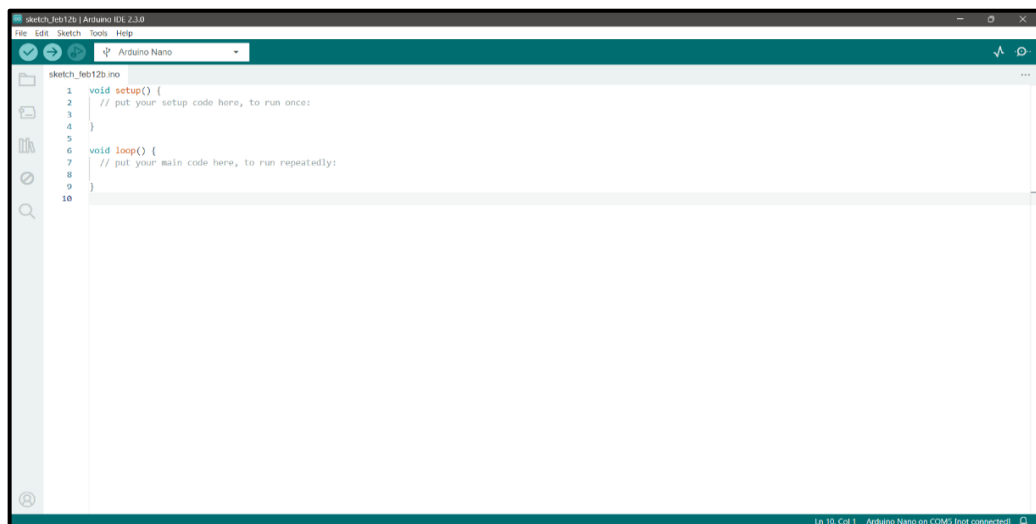 sketch_feb12b | Arduino IDE 2.3.0
File Edit Sketch Tools Help
Arduino Nano
sketch_feb12b.ino
1 void setup() {
2 // put your setup code here, to run once:
3
4 }
5
6 void loop() {
7 // put your main code here, to run repeatedly:
8
9 }
10
Ln 10, Col 1 Arduino Nano on COM5 [not connected]